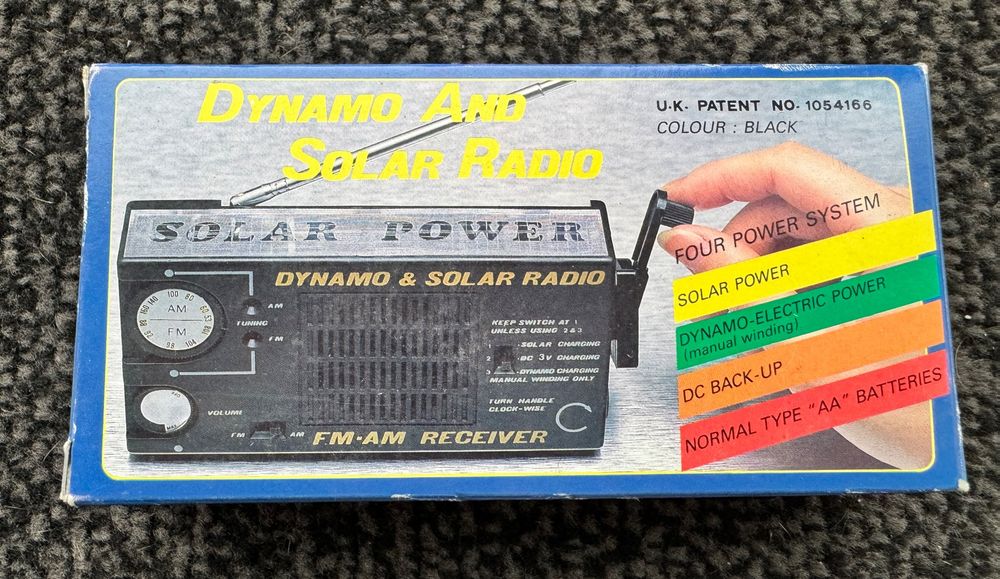 DYNAMO AND
SOLAR RADIO
U.K. PATENT NO. 1054166
COLOUR : BLACK
SOLAR POWER
DYNAMO & SOLAR RADIO
AM
FM
AM
TUNING
FM
KEEP SWITCH AT 1
UNLESS USING 2 & 3
SOLAR CHARGING
2 DC 3V CHARGING
3 DYNAMO CHARGING
MANUAL WINDING ONLY
TURN HANDLE
CLOCK-WISE
VOLUME
FM AM
FM-AM RECEIVER
FOUR POWER SYSTEM
SOLAR POWER
DYNAMO-ELECTRIC POWER
(manual winding)
DC BACK-UP
NORMAL TYPE "AA" BATTERIES